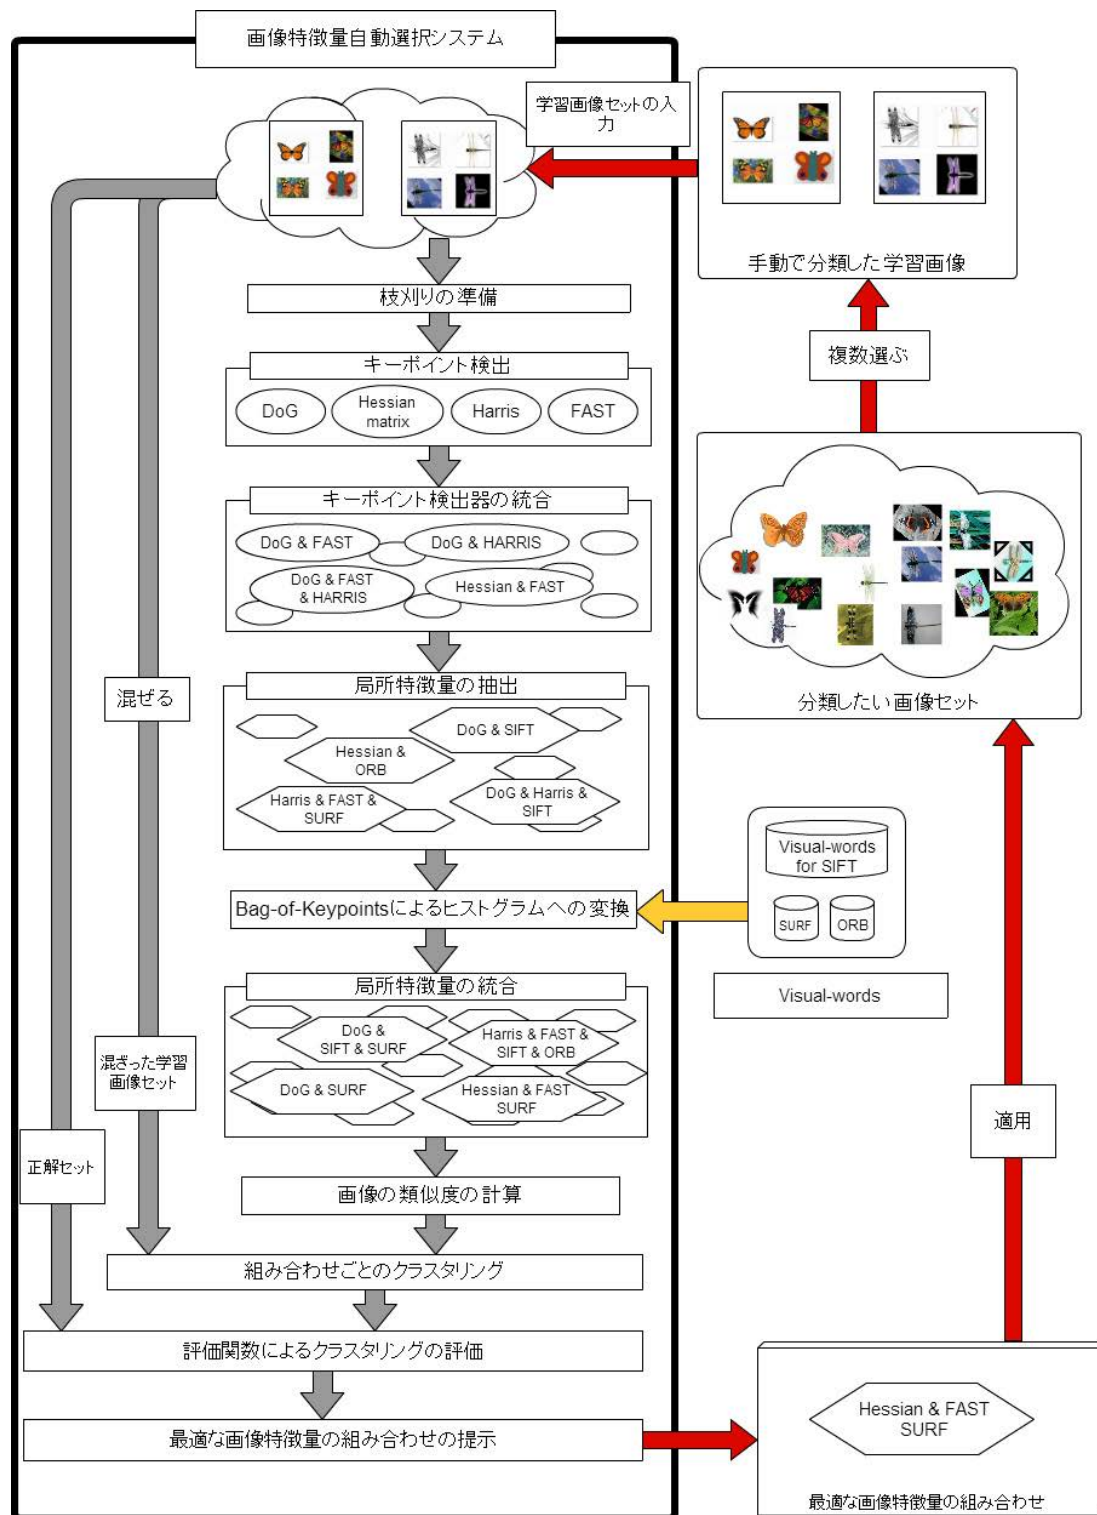 画像特徴量自動選択システム
学習画像セットの入
力
手動で分類した学習画像
枝刈りの準備
複数選ぶ
キーポイント検出
DoG
Hessian
matrix
Harris
FAST
キーポイント検出器の統合
DoG & FAST
DoG & HARRIS
DoG & FAST
& HARRIS
Hessian & FAST
分類したい画像セット
混ぜる
局所特徴量の抽出
DoG & SIFT
Hessian &
ORB
Harris & FAST &
SURF
DoG & Harris &
SIFT
Visual-words
for SIFT
SURF
ORB
Bag-of-Keypointsによるヒストグラムへの変換
Visual-words
局所特徴量の統合
DoG &
SIFT & SURF
Harris & FAST &
SIFT & ORB
DoG & SURF
Hessian & FAST
SURF
混ざった学習
画像セット
正解セット
適用
画像の類似度の計算
組み合わせごとのクラスタリング
評価関数によるクラスタリングの評価
最適な画像特徴量の組み合わせの提示
Hessian & FAST
SURF
最適な画像特徴量の組み合わせ